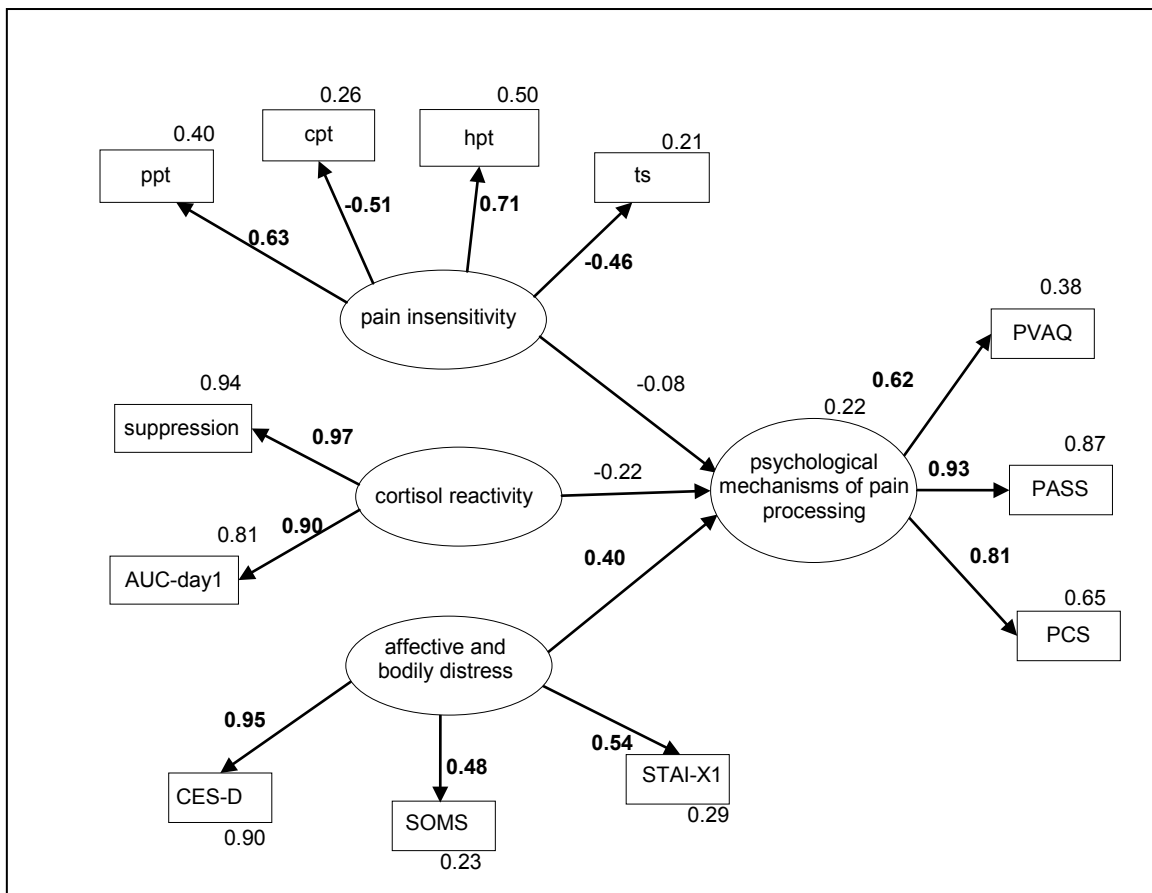 0.26
0.50
0.40
0.21
cpt
hpt
ppt
ts
-0.51
0.71
0.63
-0.46
pain insensitivity
0.38
PVAQ
-0.08
0.62
0.94
0.22
suppression
0.97
psychological
mechanisms of pain
processing
0.87
-0.22
0.93
PASS
cortisol reactivity
0.81
0.90
0.40
0.81
AUC-day1
0.65
PCS
affective and
bodily distress
0.95
0.54
0.48
STAI-X1
CES-D
0.29
SOMS
0.90
0.23